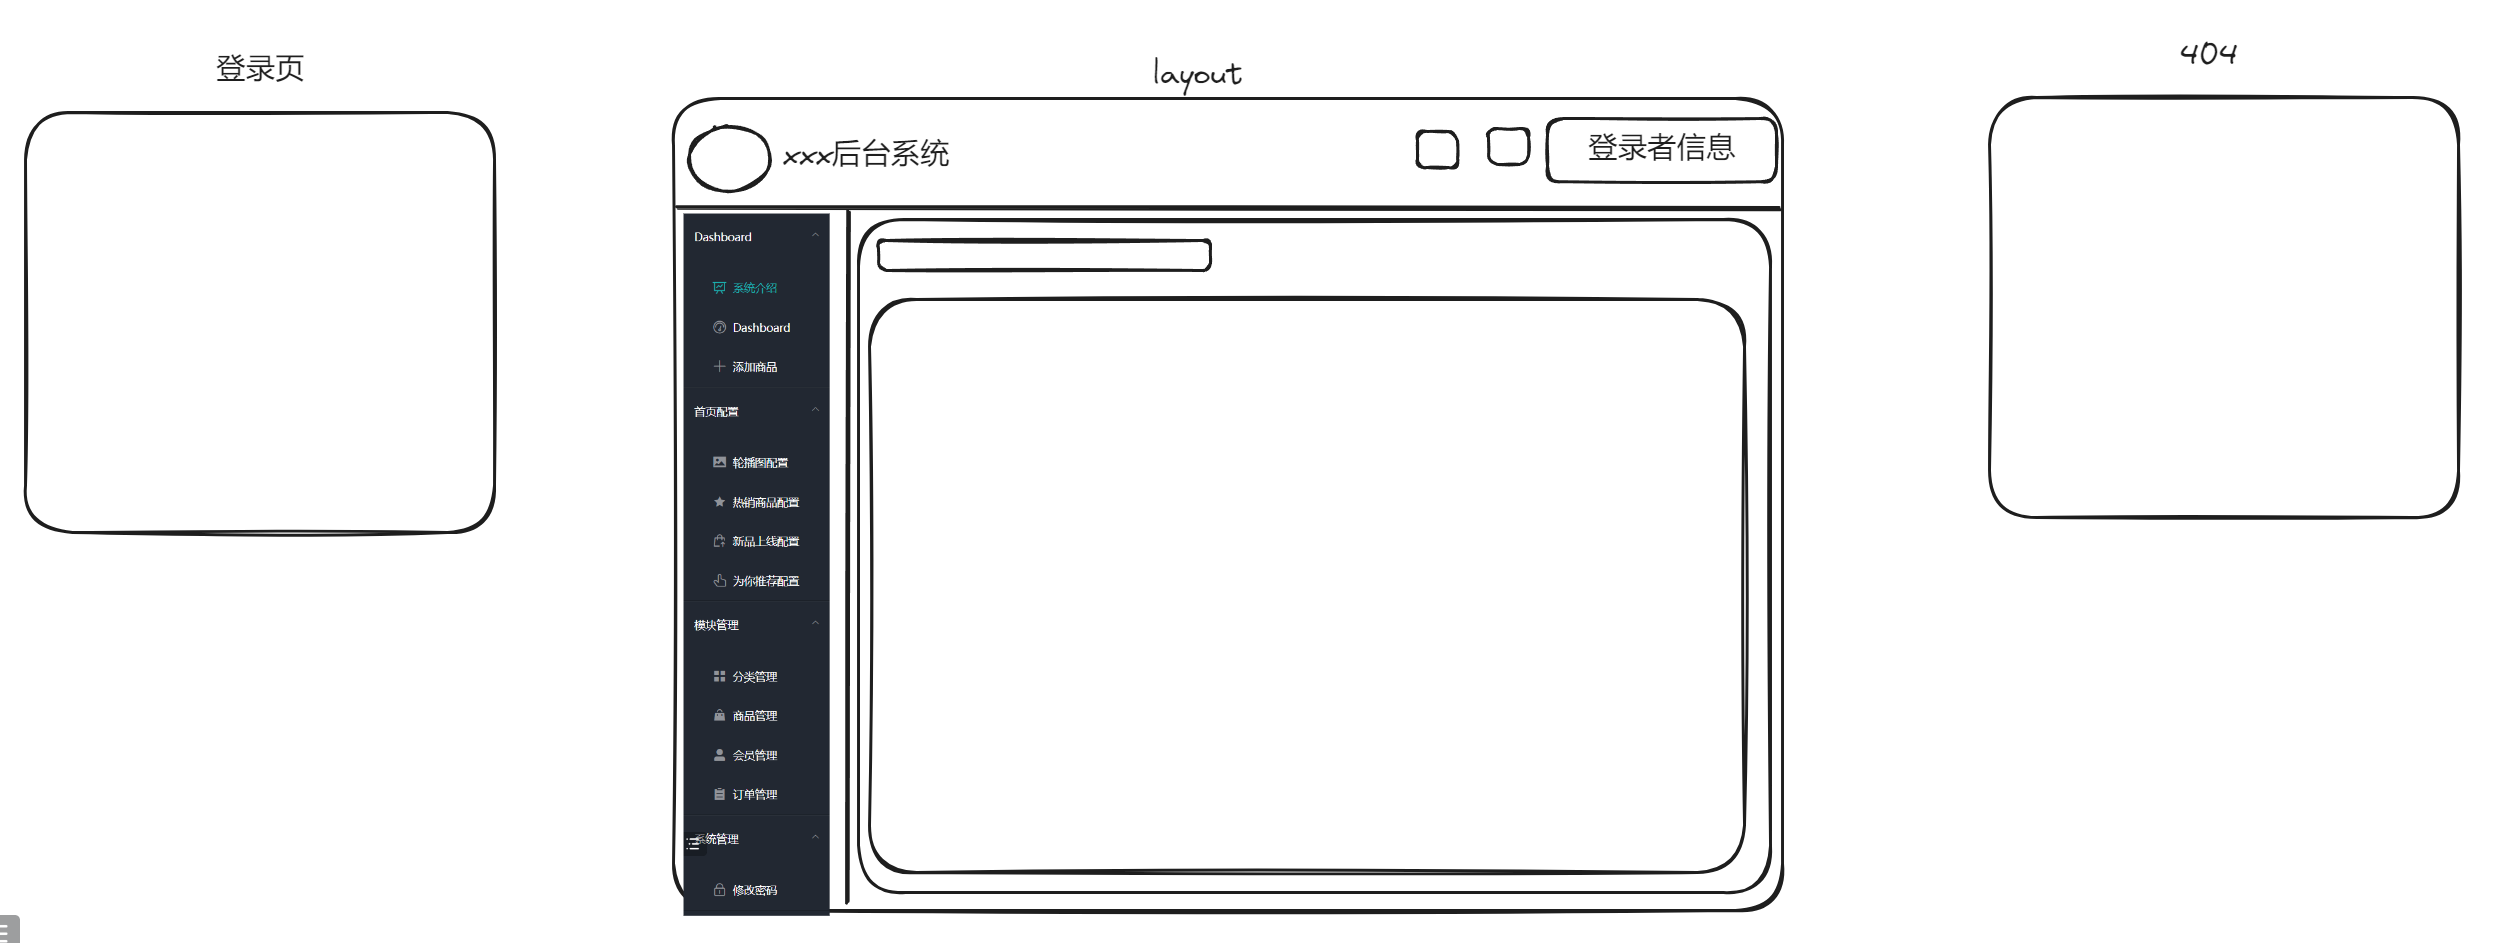 登录页
layout
404
xxx后台系统
登录者信息
Dashboard
系统介绍
Dashboard
添加商品
首页配置
轮播图配置
热销商品配置
新品上线配置
为你推荐配置
模块管理
分类管理
商品管理
会员管理
订单管理
系统管理
修改密码